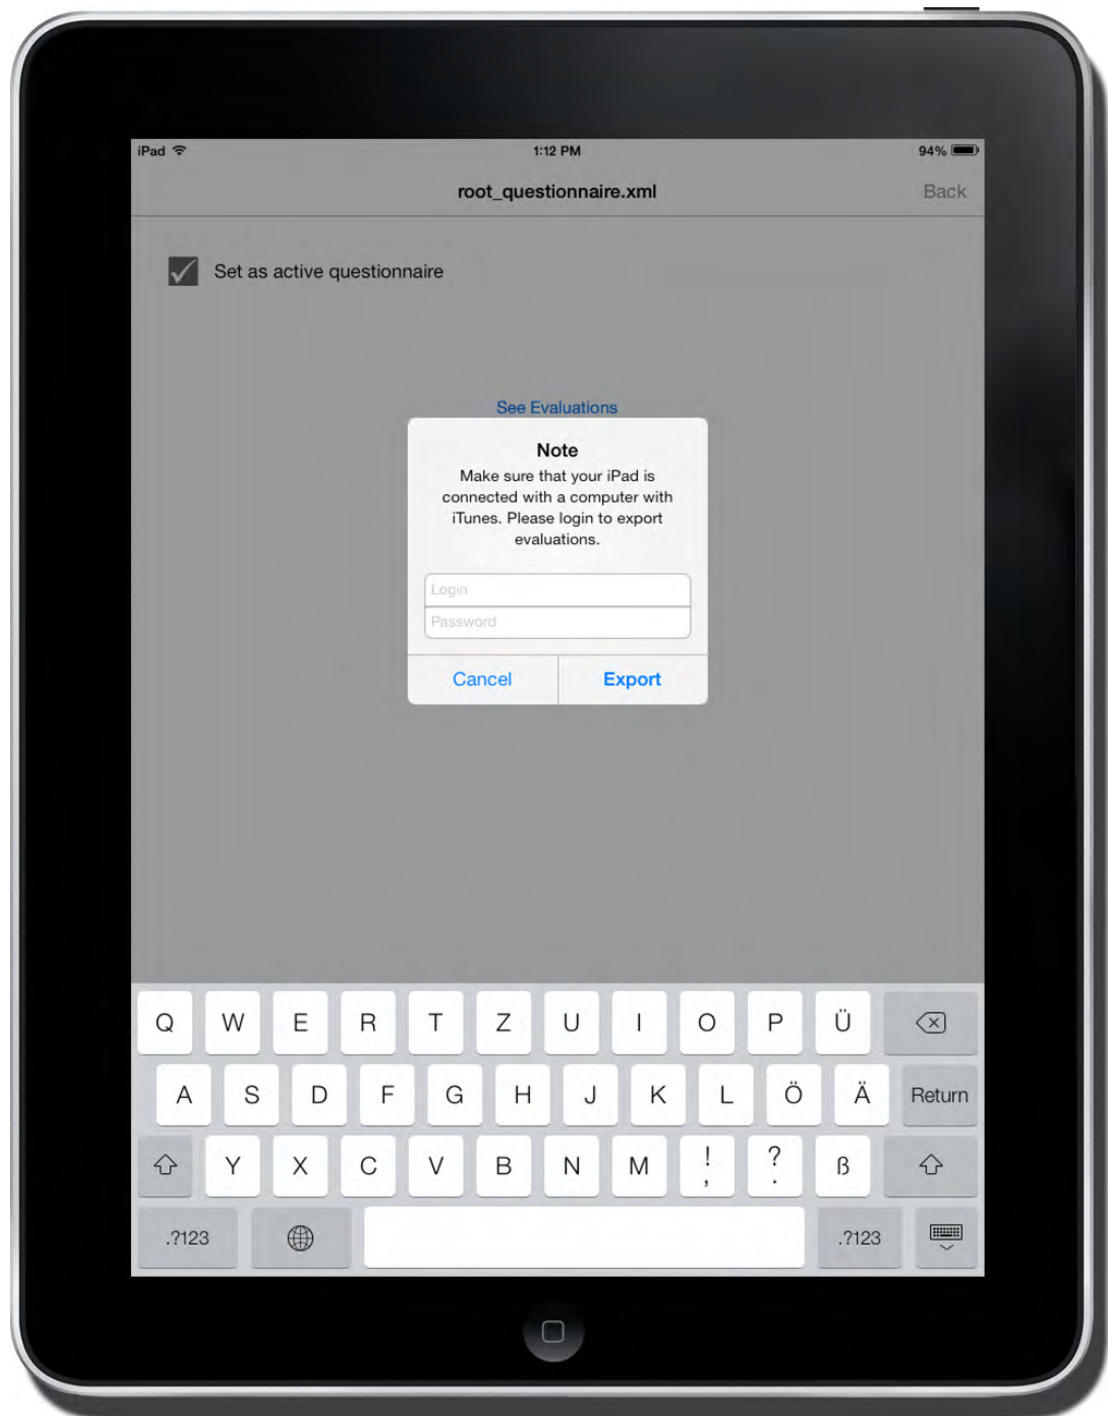 iPad 1:12 PM 94%
root_questionnaire.xml Back
Set as active questionnaire
See Evaluations
Note
Make sure that your iPad is
connected with a computer with
iTunes. Please login to export
evaluations.
Login
Password
Cancel Export
Q W E R T Z U I O P Ü
A S D F G H J K L Ö Ä Return
Y X C V B N M ! , ? . ß
.?123 .?123